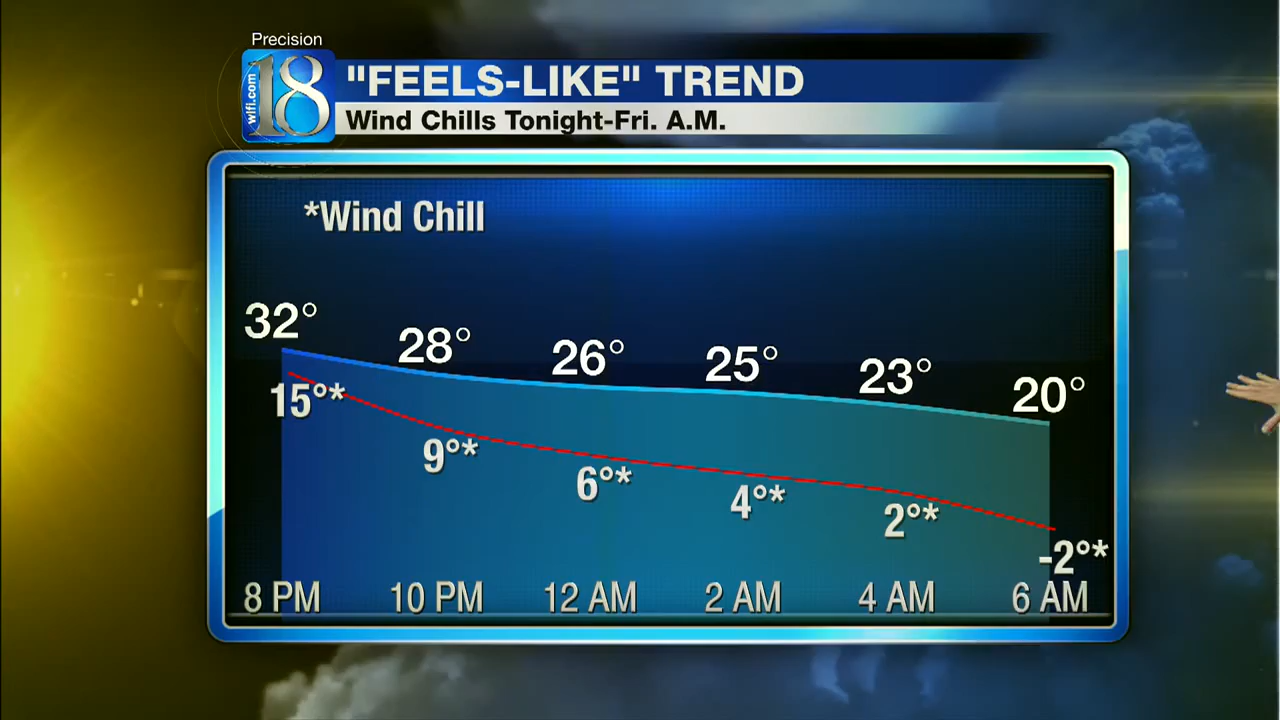 Precision
wlfi.com
18
"FEELS-LIKE" TREND
Wind Chills Tonight-Fri. A.M.
*Wind Chill
32° 28° 26° 25° 23° 20°
15°* 9°* 6°* 4°* 2°* -2°*
8 PM 10 PM 12 AM 2 AM 4 AM 6 AM